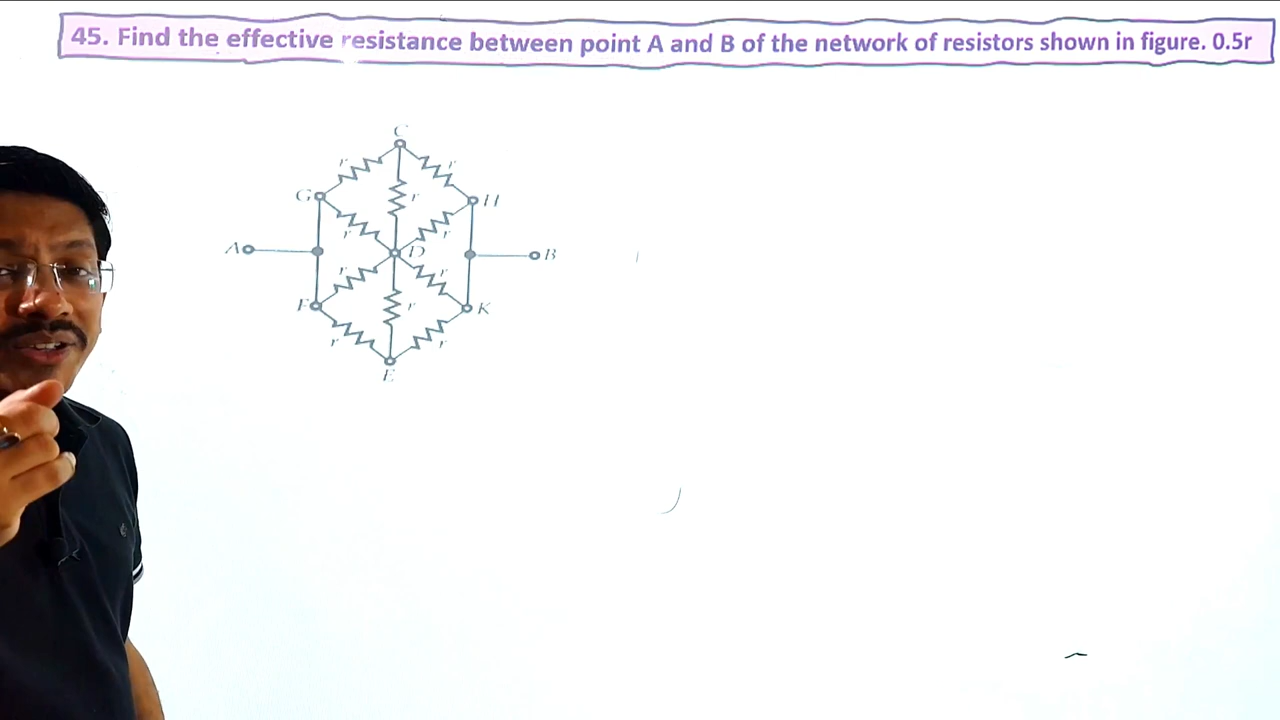 45. Find the effective resistance between point A and B of the network of resistors shown in figure. 0.5r
C
r r
G H
r
r r
A D B
r r
F r K
r r
E